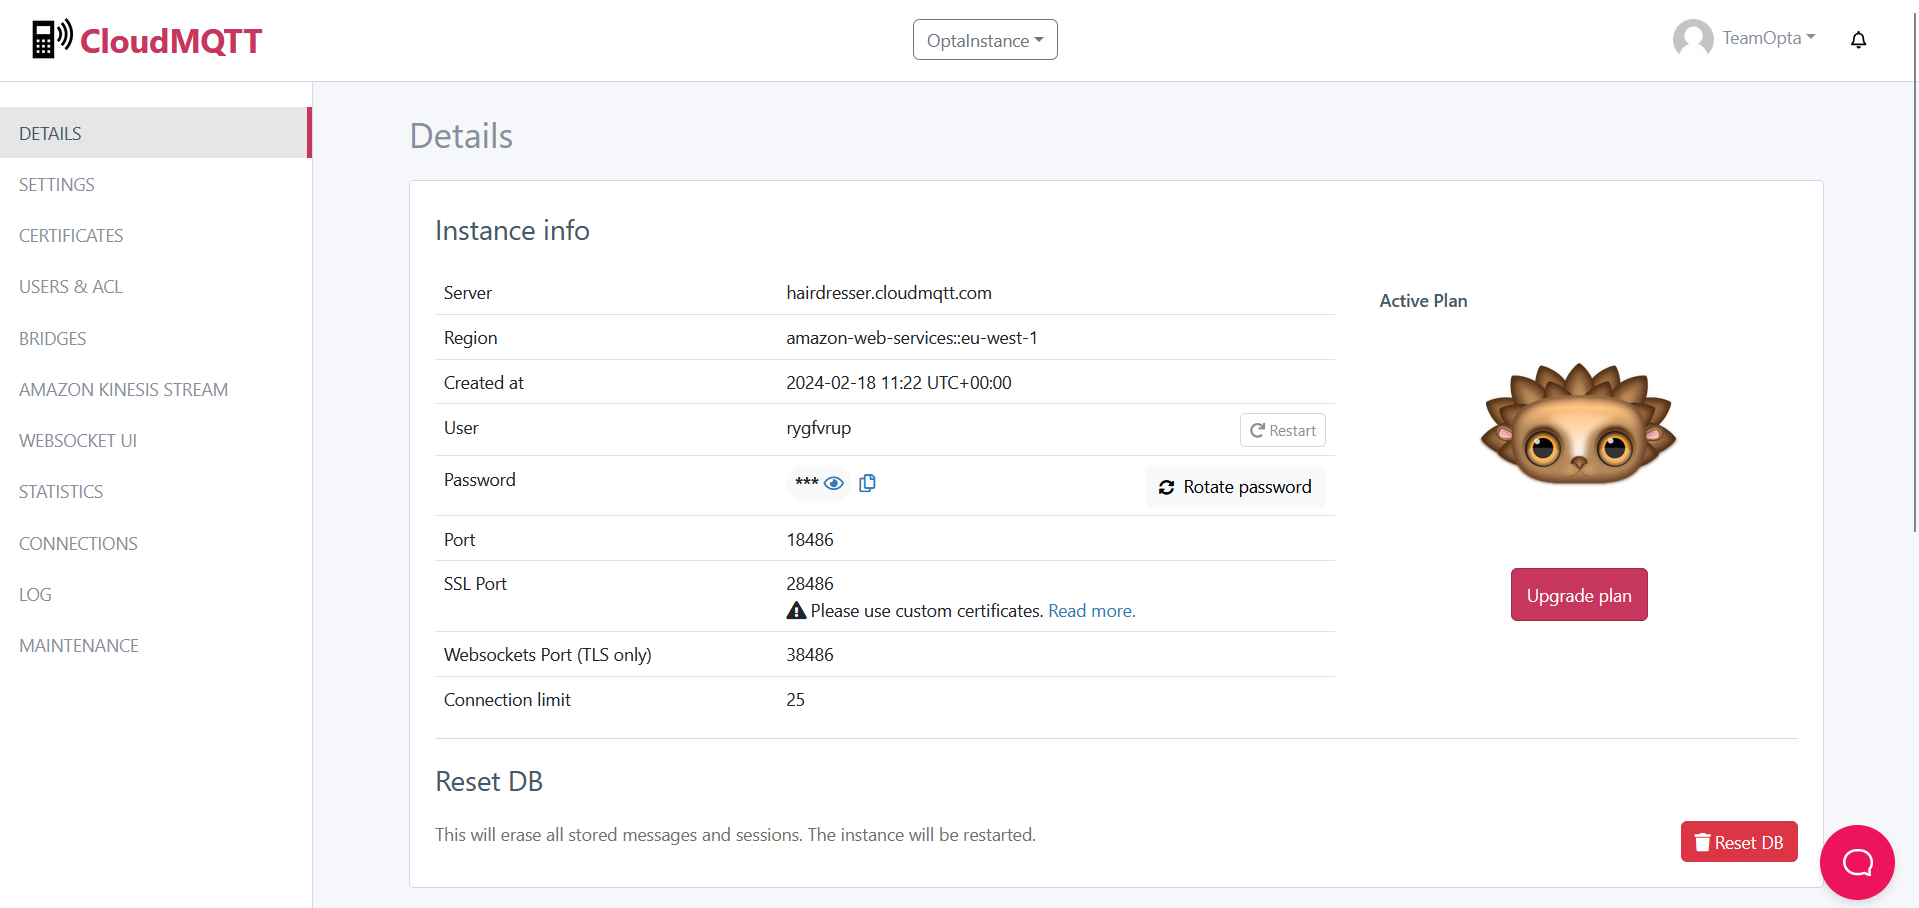 CloudMQTT
OptaInstance
TeamOpta
DETAILS
SETTINGS
CERTIFICATES
USERS & ACL
BRIDGES
AMAZON KINESIS STREAM
WEBSOCKET UI
STATISTICS
CONNECTIONS
LOG
MAINTENANCE
Details
Instance info
Server hairdresser.cloudmqtt.com
Region amazon-web-services::eu-west-1
Created at 2024-02-18 11:22 UTC+00:00
User rygfvrup Restart
Password *** Rotate password
Port 18486
SSL Port 28486
Please use custom certificates. Read more.
Websockets Port (TLS only) 38486
Connection limit 25
Active Plan
Upgrade plan
Reset DB
This will erase all stored messages and sessions. The instance will be restarted.
Reset DB